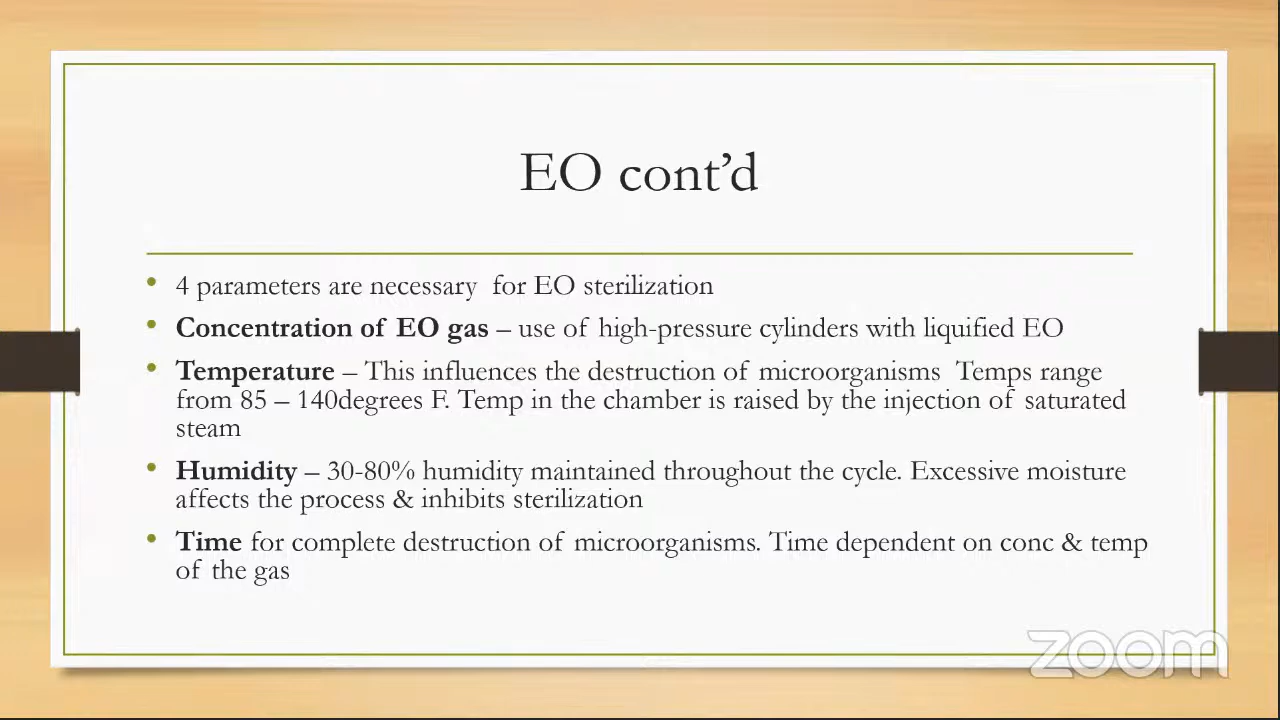 EO cont’d
• 4 parameters are necessary for EO sterilization
• Concentration of EO gas – use of high-pressure cylinders with liquified EO
• Temperature – This influences the destruction of microorganisms Temps range
from 85 – 140degrees F. Temp in the chamber is raised by the injection of saturated
steam
• Humidity – 30-80% humidity maintained throughout the cycle. Excessive moisture
affects the process & inhibits sterilization
• Time for complete destruction of microorganisms. Time dependent on conc & temp
of the gas
zoom